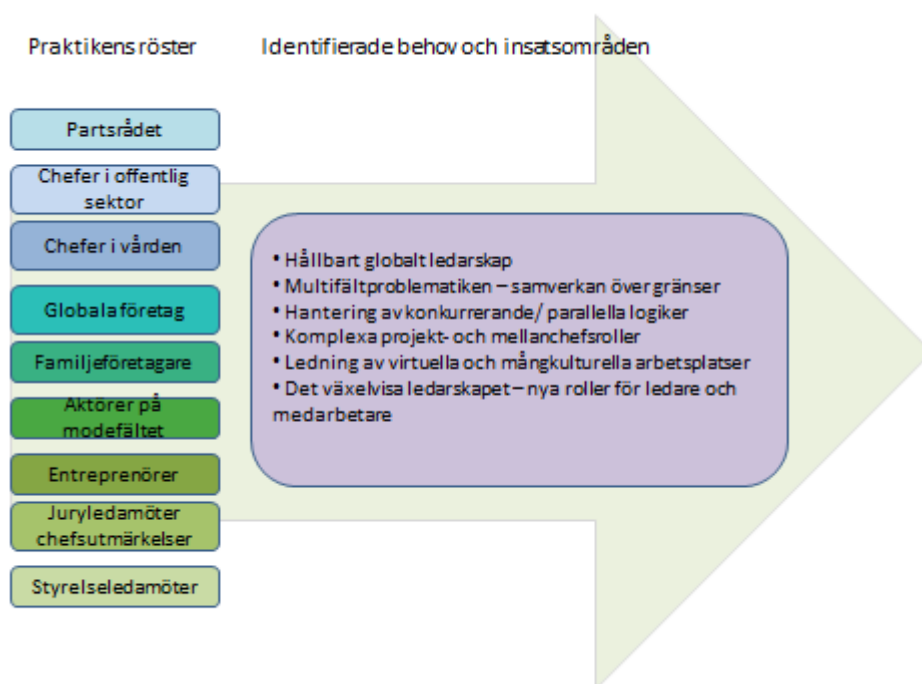 Praktikens röster
Identifierade behov och insatsområden
Partsrådet
Chefer i offentlig
sektor
Chefer i vården
Globala företag
Familjeföretagare
Aktörer på
modefältet
Entreprenörer
Juryledamöter
chefsutmärkelser
Styrelseledamöter
• Hållbart globalt ledarskap
• Multifältproblematiken – samverkan över gränser
• Hantering av konkurrerande/ parallella logiker
• Komplexa projekt- och mellanchefsroller
• Ledning av virtuella och mångkulturella arbetsplatser
• Det växelvisa ledarskapet – nya roller för ledare och
medarbetare